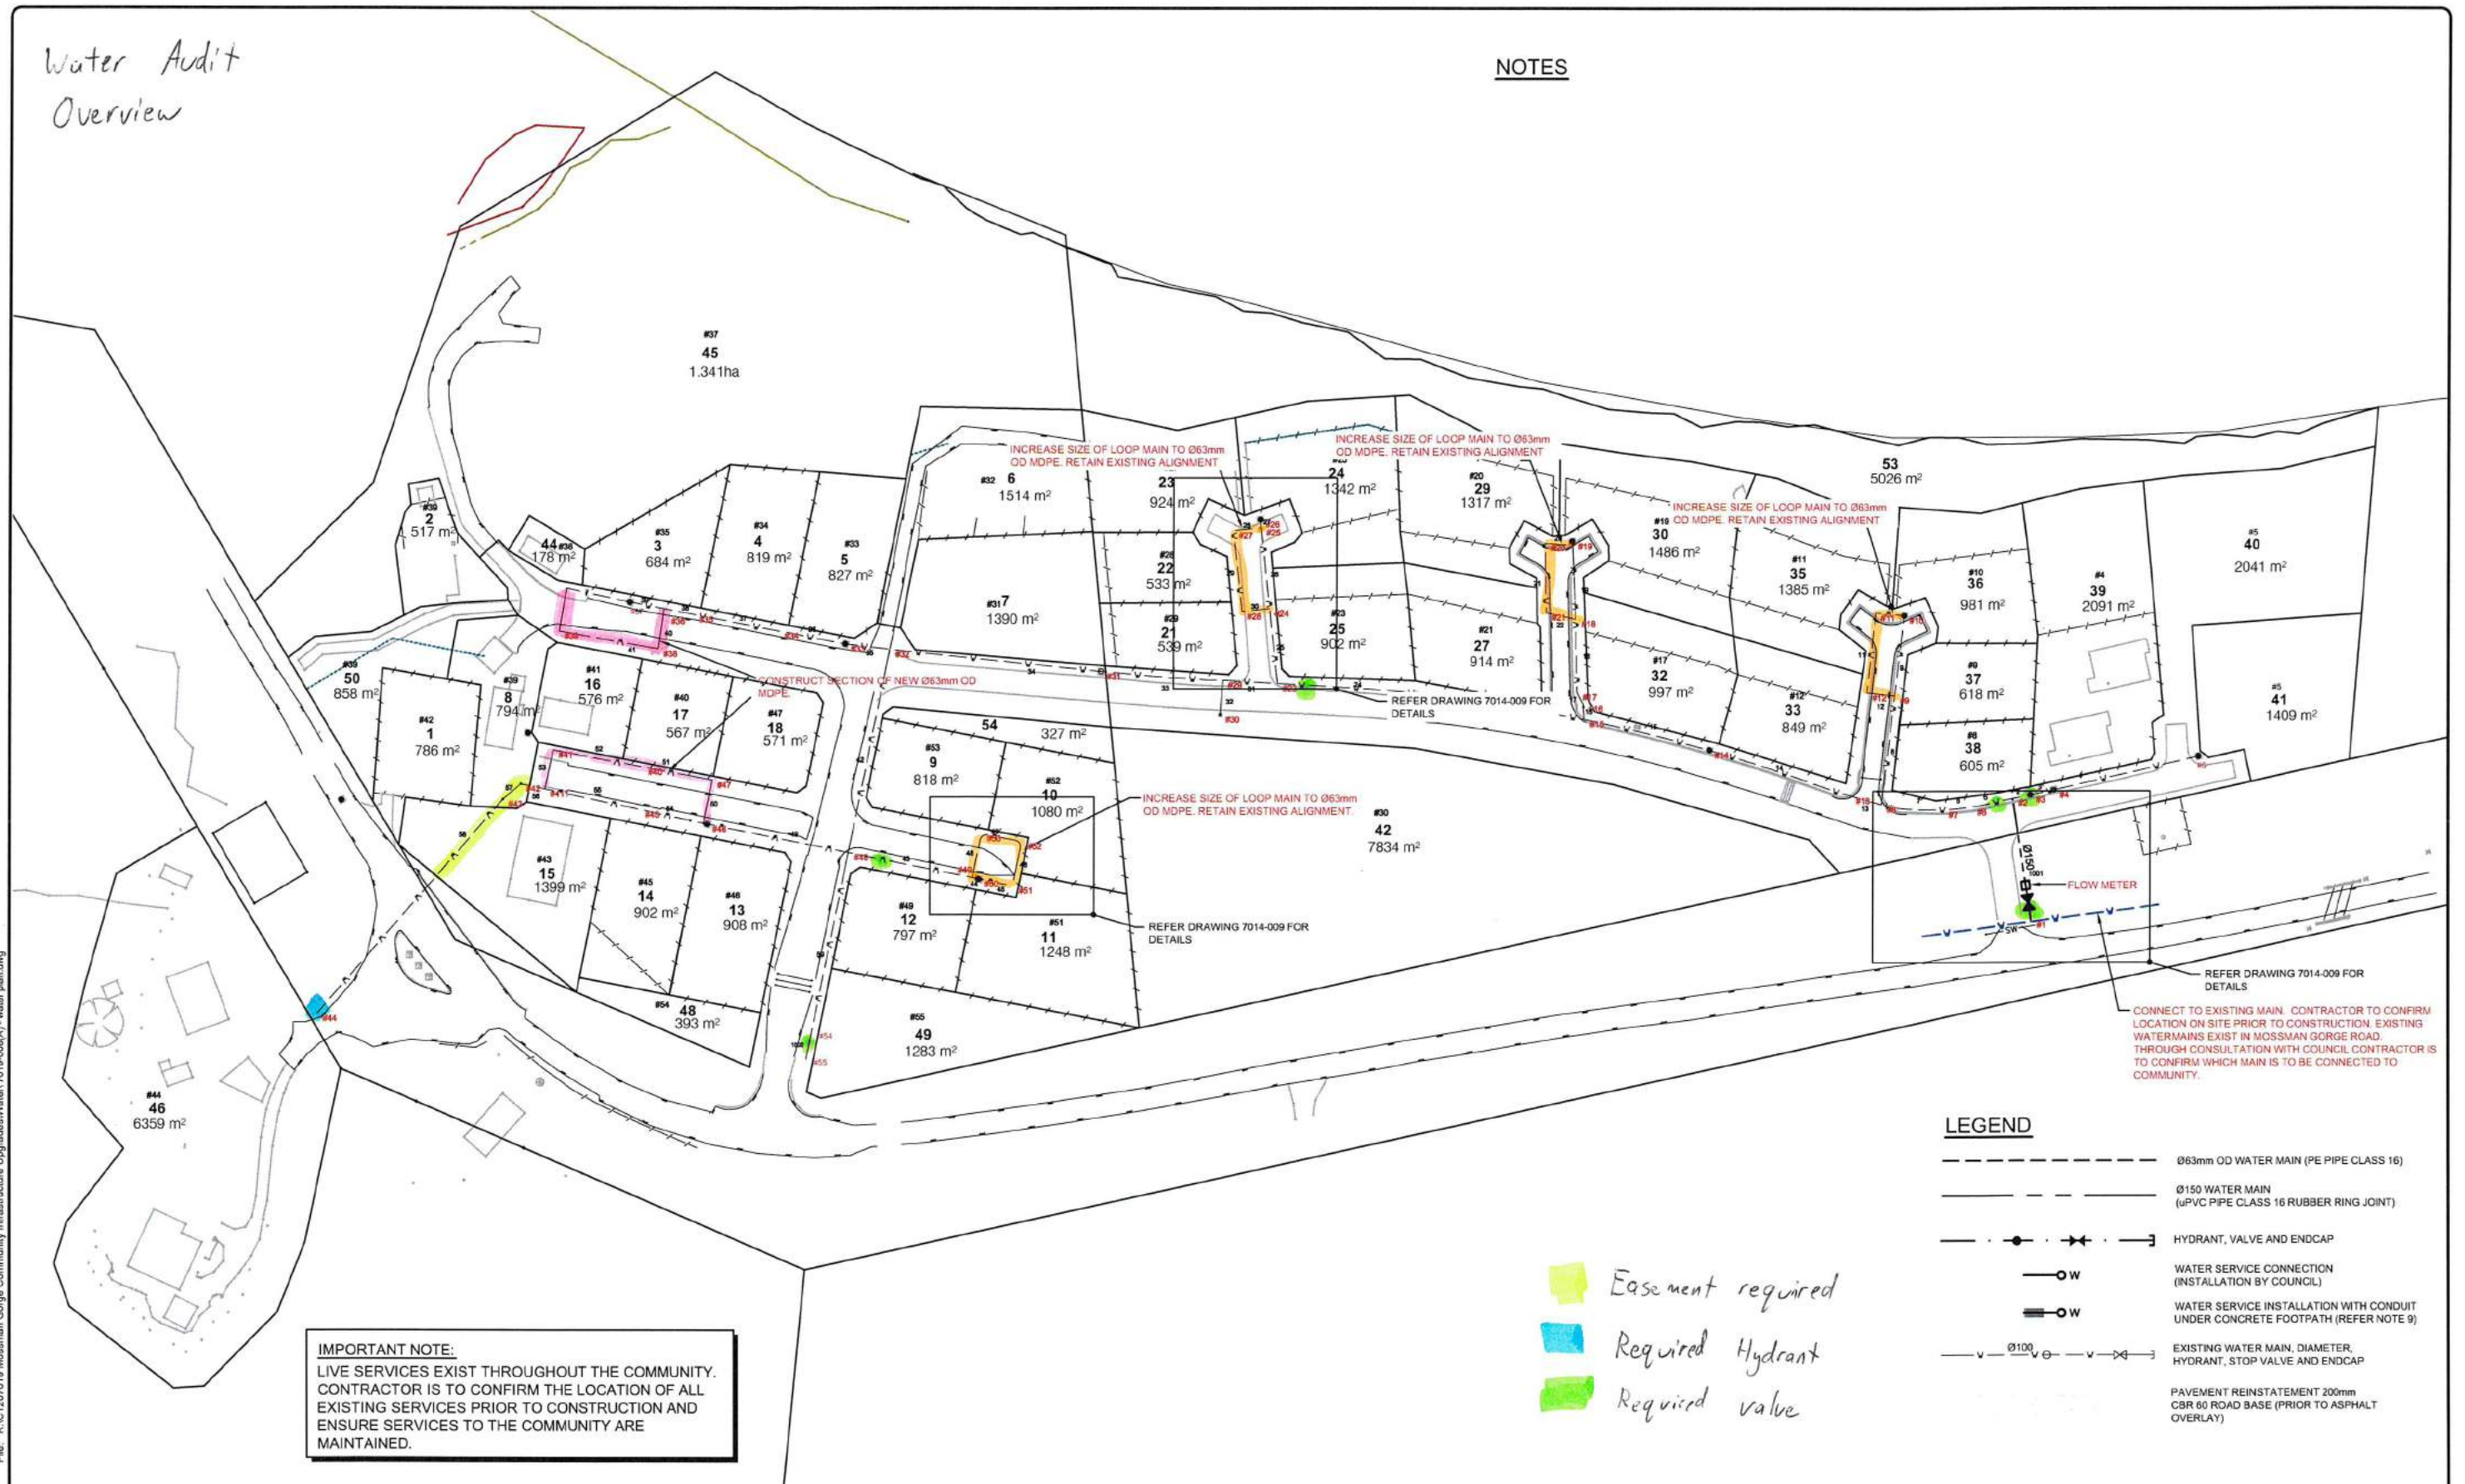 Water Audit
Overview
NOTES
#37
45
1.341ha
INCREASE SIZE OF LOOP MAIN TO Ø63mm
OD MDPE. RETAIN EXISTING ALIGNMENT
INCREASE SIZE OF LOOP MAIN TO Ø63mm
OD MDPE. RETAIN EXISTING ALIGNMENT
INCREASE SIZE OF LOOP MAIN TO Ø63mm
OD MDPE. RETAIN EXISTING ALIGNMENT
53
5026 m²
#39
2
517 m²
44 #38
178 m²
#35
3
684 m²
#34
4
819 m²
#33
5
827 m²
#32 6
1514 m²
23
924 m²
24
1342 m²
#20
29
1317 m²
#19
30
1486 m²
#11
35
1385 m²
#10
36
981 m²
#4
39
2091 m²
#5
40
2041 m²
#31 7
1390 m²
22
533 m²
21
539 m²
#23
25
902 m²
#21
27
914 m²
#17
32
997 m²
#12
33
849 m²
#9
37
618 m²
38
605 m²
#5
41
1409 m²
#39
50
858 m²
#42
1
786 m²
#39
8
794 m²
#41
16
576 m²
#40
17
567 m²
#47
18
571 m²
CONSTRUCT SECTION OF NEW Ø63mm OD
MDPE.
54
327 m²
#53
9
818 m²
#52
10
1080 m²
REFER DRAWING 7014-009 FOR
DETAILS
INCREASE SIZE OF LOOP MAIN TO Ø63mm
OD MDPE. RETAIN EXISTING ALIGNMENT.
#30
42
7834 m²
#43
15
1399 m²
#45
14
902 m²
#46
13
908 m²
#49
12
797 m²
#51
11
1248 m²
REFER DRAWING 7014-009 FOR
DETAILS
Ø150
1001
FLOW METER
SW
#1
REFER DRAWING 7014-009 FOR
DETAILS
#54 48
393 m²
#55
49
1283 m²
#54
#55
#44
#44
46
6359 m²
CONNECT TO EXISTING MAIN. CONTRACTOR TO CONFIRM
LOCATION ON SITE PRIOR TO CONSTRUCTION. EXISTING
WATERMAINS EXIST IN MOSSMAN GORGE ROAD.
THROUGH CONSULTATION WITH COUNCIL CONTRACTOR IS
TO CONFIRM WHICH MAIN IS TO BE CONNECTED TO
COMMUNITY.
LEGEND
Ø63mm OD WATER MAIN (PE PIPE CLASS 16)
Ø150 WATER MAIN
(uPVC PIPE CLASS 16 RUBBER RING JOINT)
HYDRANT, VALVE AND ENDCAP
W
WATER SERVICE CONNECTION
(INSTALLATION BY COUNCIL)
W
WATER SERVICE INSTALLATION WITH CONDUIT
UNDER CONCRETE FOOTPATH (REFER NOTE 9)
Ø100
EXISTING WATER MAIN, DIAMETER,
HYDRANT, STOP VALVE AND ENDCAP
PAVEMENT REINSTATEMENT 200mm
CBR 60 ROAD BASE (PRIOR TO ASPHALT
OVERLAY)
Easement required
Required Hydrant
Required valve
IMPORTANT NOTE:
LIVE SERVICES EXIST THROUGHOUT THE COMMUNITY.
CONTRACTOR IS TO CONFIRM THE LOCATION OF ALL
EXISTING SERVICES PRIOR TO CONSTRUCTION AND
ENSURE SERVICES TO THE COMMUNITY ARE
MAINTAINED.